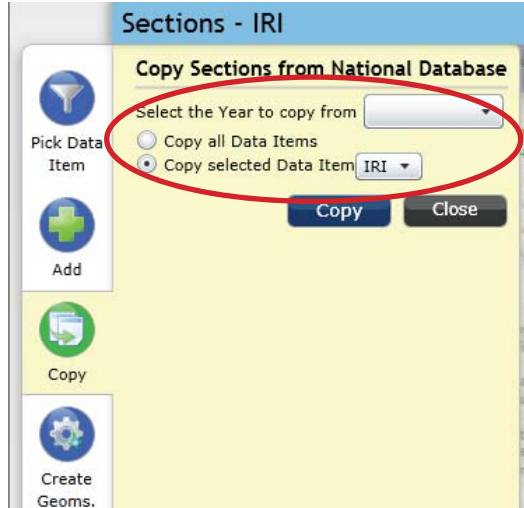 Sections - IRI
Copy Sections from National Database
Select the Year to copy from
Copy all Data Items
Copy selected Data Item IRI
Copy Close
Pick Data
Item
Add
Copy
Create
Geoms.